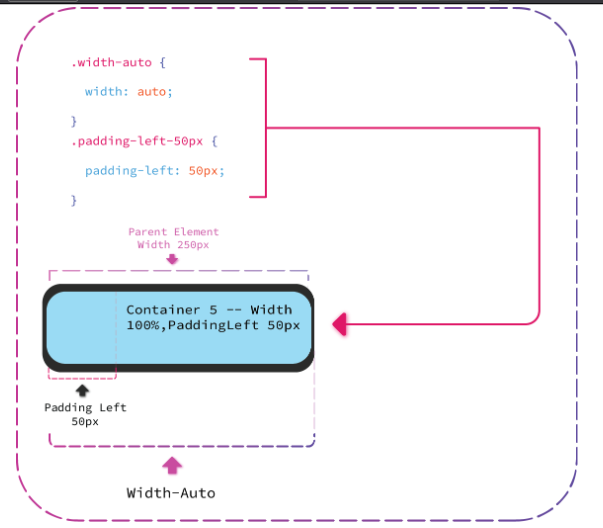 .width-auto {
width: auto;
}
.padding-left-50px {
padding-left: 50px;
}
Parent Element
Width 250px
Container 5 -- Width
100%,PaddingLeft 50px
Padding Left
50px
Width-Auto